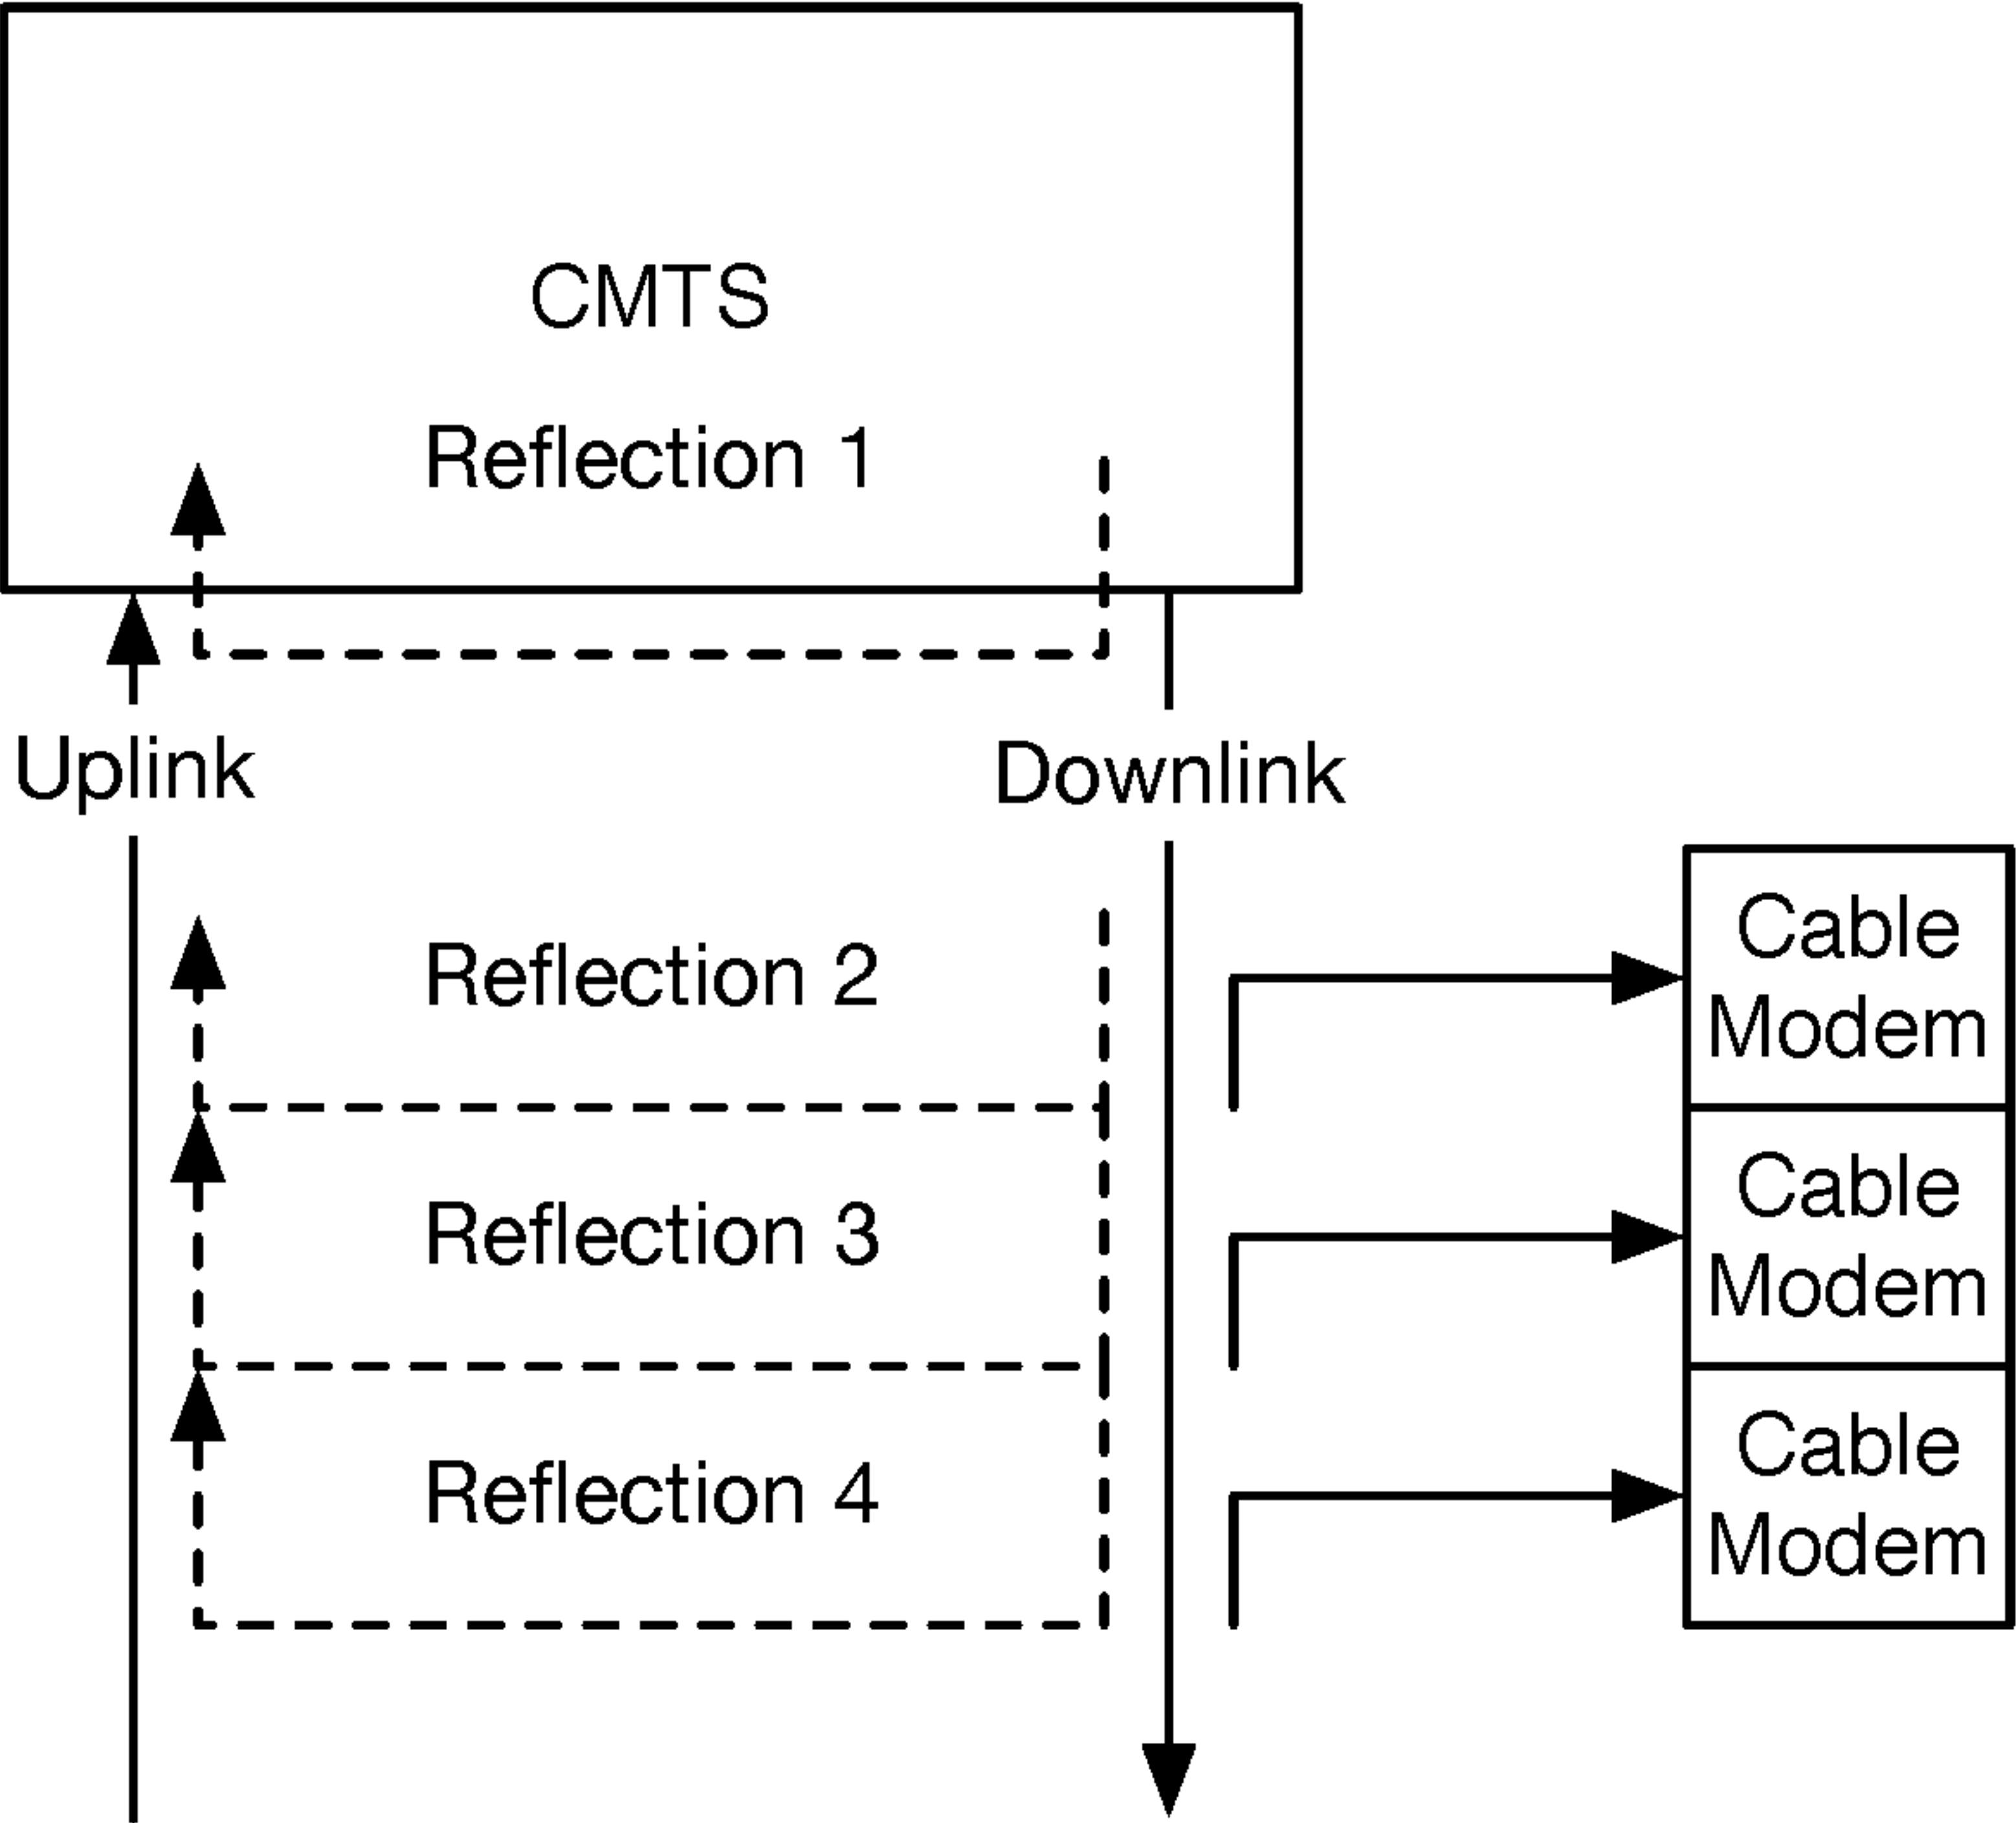 CMTS
Reflection 1
Uplink
Downlink
Reflection 2
Cable
Modem
Reflection 3
Cable
Modem
Reflection 4
Cable
Modem